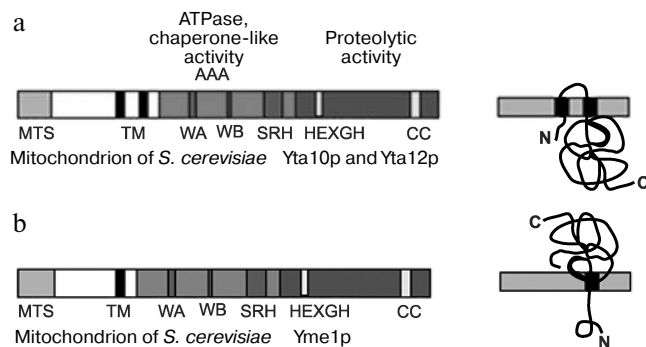 a
ATPase,
chaperone-like
activity
AAA
Proteolytic
activity
MTS TM WA WB SRH HEXGH CC
Mitochondrion of S. cerevisiae Yta10p and Yta12p
N
C
b
MTS TM WA WB SRH HEXGH CC
Mitochondrion of S. cerevisiae Yme1p
C
N